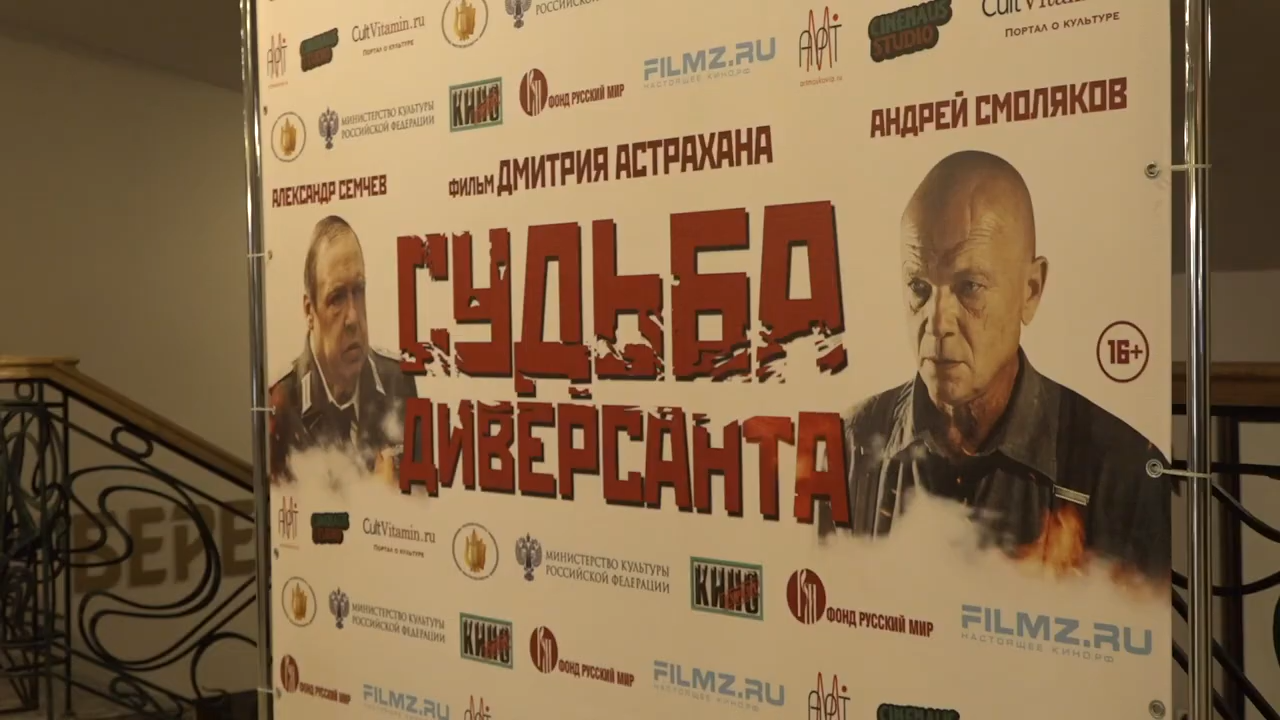 CultVitamin.ru
ПОРТАЛ О КУЛЬТУРЕ
CINEHAUS
STUDIO
ПОРТАЛ О КУЛЬТУРЕ
FILMZ.RU
НАСТОЯЩЕЕ КИНО.РФ
CINEHAUS
STUDIO
МИНИСТЕРСТВО КУЛЬТУРЫ
РОССИЙСКОЙ ФЕДЕРАЦИИ
КИНО
ФОНД РУССКИЙ МИР
АЛЕКСАНДР СЕМЧЕВ
ФИЛЬМ ДМИТРИЯ АСТРАХАНА
АНДРЕЙ СМОЛЯКОВ
СУДЬБА
ДИВЕРСАНТА
16+
ВЕРЕ
CultVitamin.ru
ПОРТАЛ О КУЛЬТУРЕ
МИНИСТЕРСТВО КУЛЬТУРЫ
РОССИЙСКОЙ ФЕДЕРАЦИИ
КИНО
ФОНД РУССКИЙ МИР
FILMZ.RU
НАСТОЯЩЕЕ КИНО.РФ
МИНИСТЕРСТВО КУЛЬТУРЫ
РОССИЙСКОЙ ФЕДЕРАЦИИ
КИНО
ФОНД РУССКИЙ МИР
FILMZ.RU
НАСТОЯЩЕЕ КИНО.РФ
ФОНД РУССКИЙ МИР
FILMZ.RU